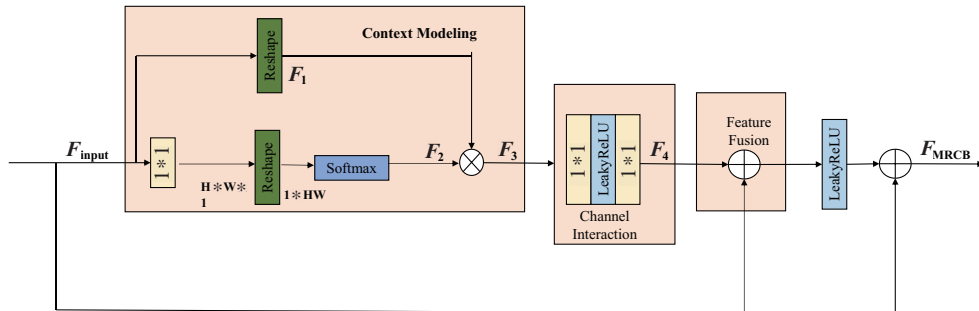 Context Modeling
Reshape
F1
Finput
1*1
H*W*
1
Reshape
1*HW
Softmax
F2
F3
1*1
LeakyReLU
1*1
Channel
Interaction
F4
Feature
Fusion
LeakyReLU
FMRCB